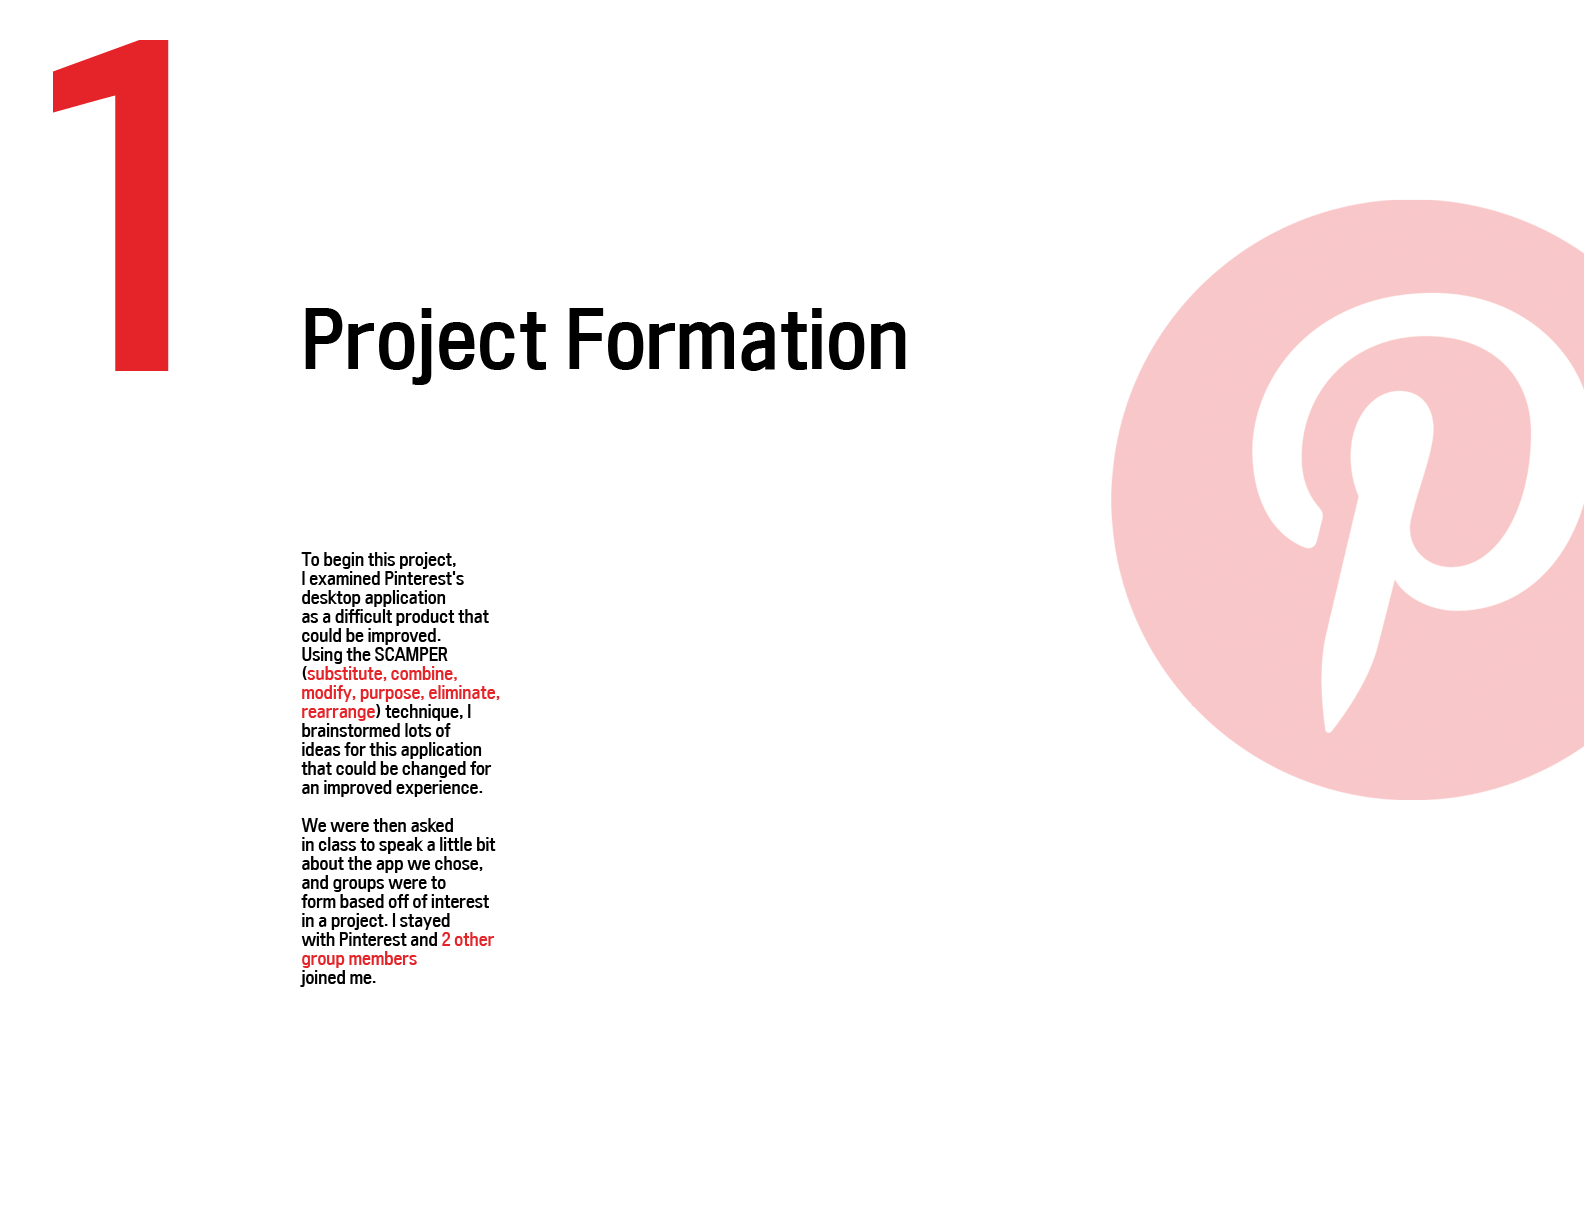 1
Project Formation
To begin this project,
I examined Pinterest's
desktop application
as a difficult product that
could be improved.
Using the SCAMPER
(substitute, combine,
modify, purpose, eliminate,
rearrange) technique, I
brainstormed lots of
ideas for this application
that could be changed for
an improved experience.
We were then asked
in class to speak a little bit
about the app we chose,
and groups were to
form based off of interest
in a project. I stayed
with Pinterest and 2 other
group members
joined me.